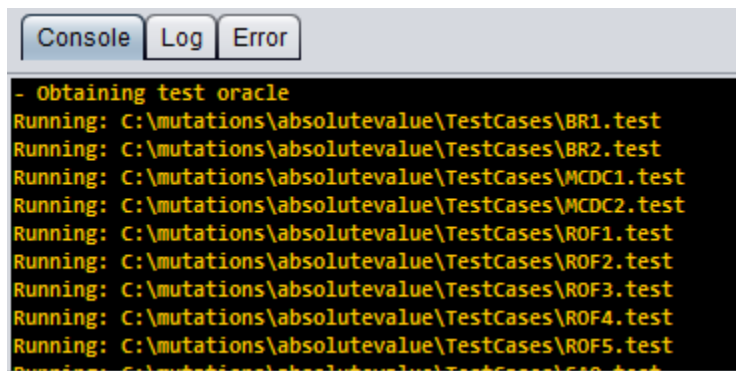 Console Log Error
- Obtaining test oracle
Running: C:\mutations\absolutevalue\TestCases\BR1.test
Running: C:\mutations\absolutevalue\TestCases\BR2.test
Running: C:\mutations\absolutevalue\TestCases\MCDC1.test
Running: C:\mutations\absolutevalue\TestCases\MCDC2.test
Running: C:\mutations\absolutevalue\TestCases\ROF1.test
Running: C:\mutations\absolutevalue\TestCases\ROF2.test
Running: C:\mutations\absolutevalue\TestCases\ROF3.test
Running: C:\mutations\absolutevalue\TestCases\ROF4.test
Running: C:\mutations\absolutevalue\TestCases\ROF5.test